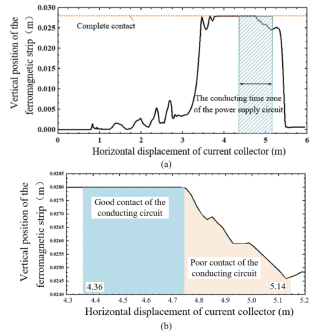 Vertical position of the
ferromagnetic strip (m)
0.030
0.025
0.020
0.015
0.010
0.005
0.000
Complete contact
The conducting time zone
of the power supply circuit
0 1 2 3 4 5 6
Horizontal displacement of current collector (m)
(a)
Vertical position of the
ferromagnetic strip (m)
0.0285
0.0280
0.0275
0.0270
0.0265
0.0260
0.0255
0.0250
0.0245
0.0240
Good contact of the
conducting circuit
Poor contact of the
conducting circuit
4.36
5.14
4.3 4.4 4.5 4.6 4.7 4.8 4.9 5.0 5.1 5.2
Horizontal displacement of current collector (m)
(b)